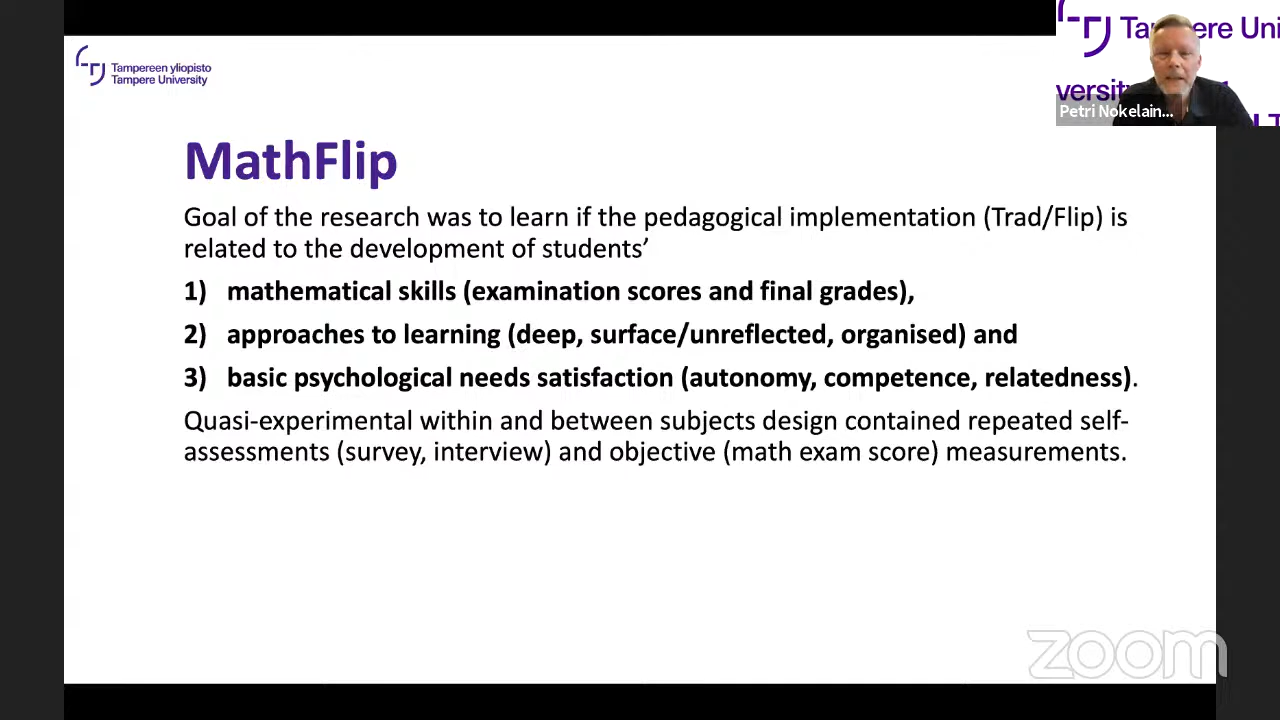 Tampereen yliopisto
Tampere University
Petri Nokelain...
MathFlip
Goal of the research was to learn if the pedagogical implementation (Trad/Flip) is
related to the development of students’
1) mathematical skills (examination scores and final grades),
2) approaches to learning (deep, surface/unreflected, organised) and
3) basic psychological needs satisfaction (autonomy, competence, relatedness).
Quasi-experimental within and between subjects design contained repeated self-
assessments (survey, interview) and objective (math exam score) measurements.
zoom